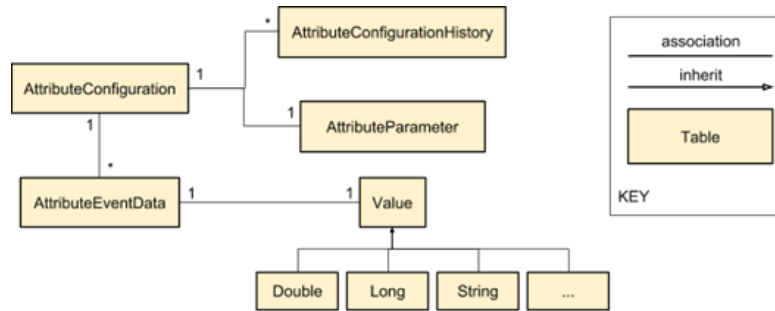 *
AttributeConfigurationHistory
association
1
AttributeConfiguration
inherit
1
AttributeParameter
1
Table
*
AttributeEventData
1
1
Value
KEY
Double
Long
String
...